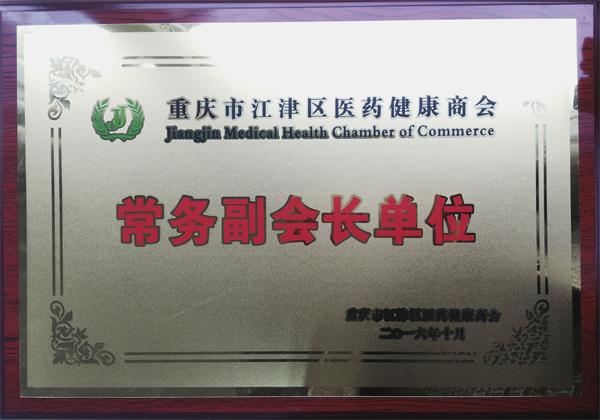 重庆市江津区医药健康商会
Jiangjin Medical Health Chamber of Commerce
常务副会长单位
重庆市江津区医药健康商会
二〇一六年十月